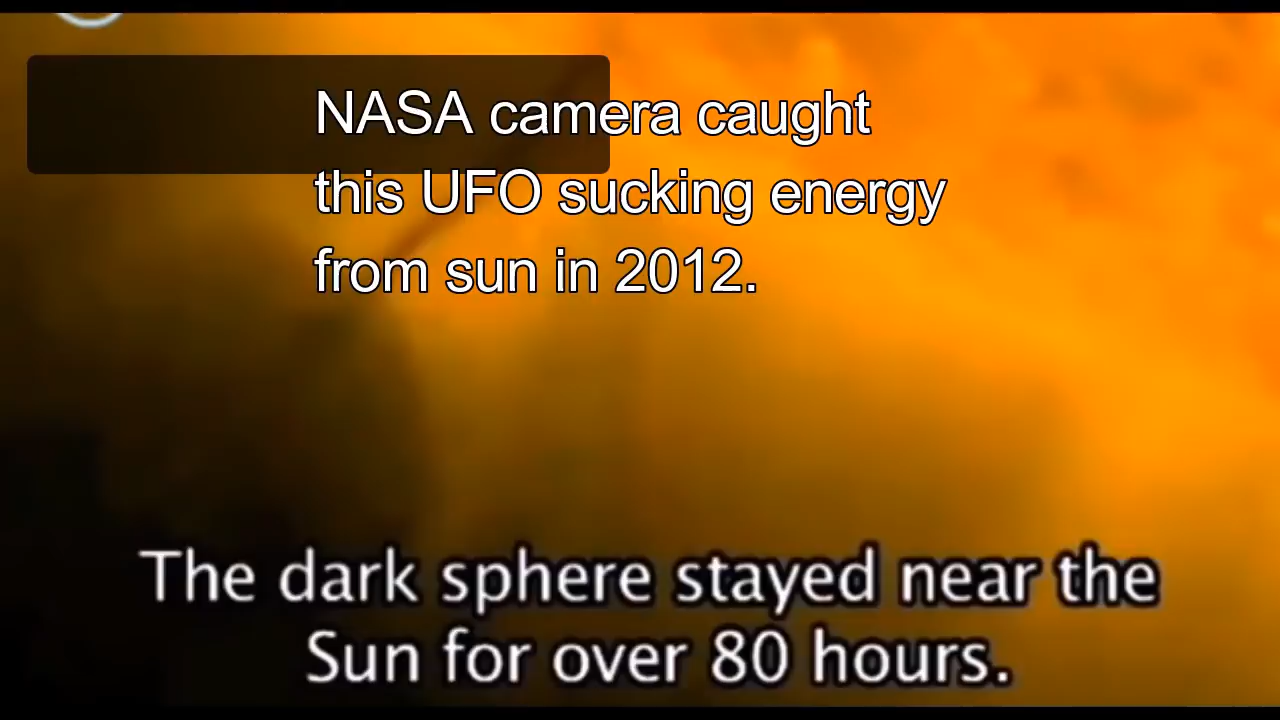 NASA camera caught
this UFO sucking energy
from sun in 2012.
The dark sphere stayed near the
Sun for over 80 hours.